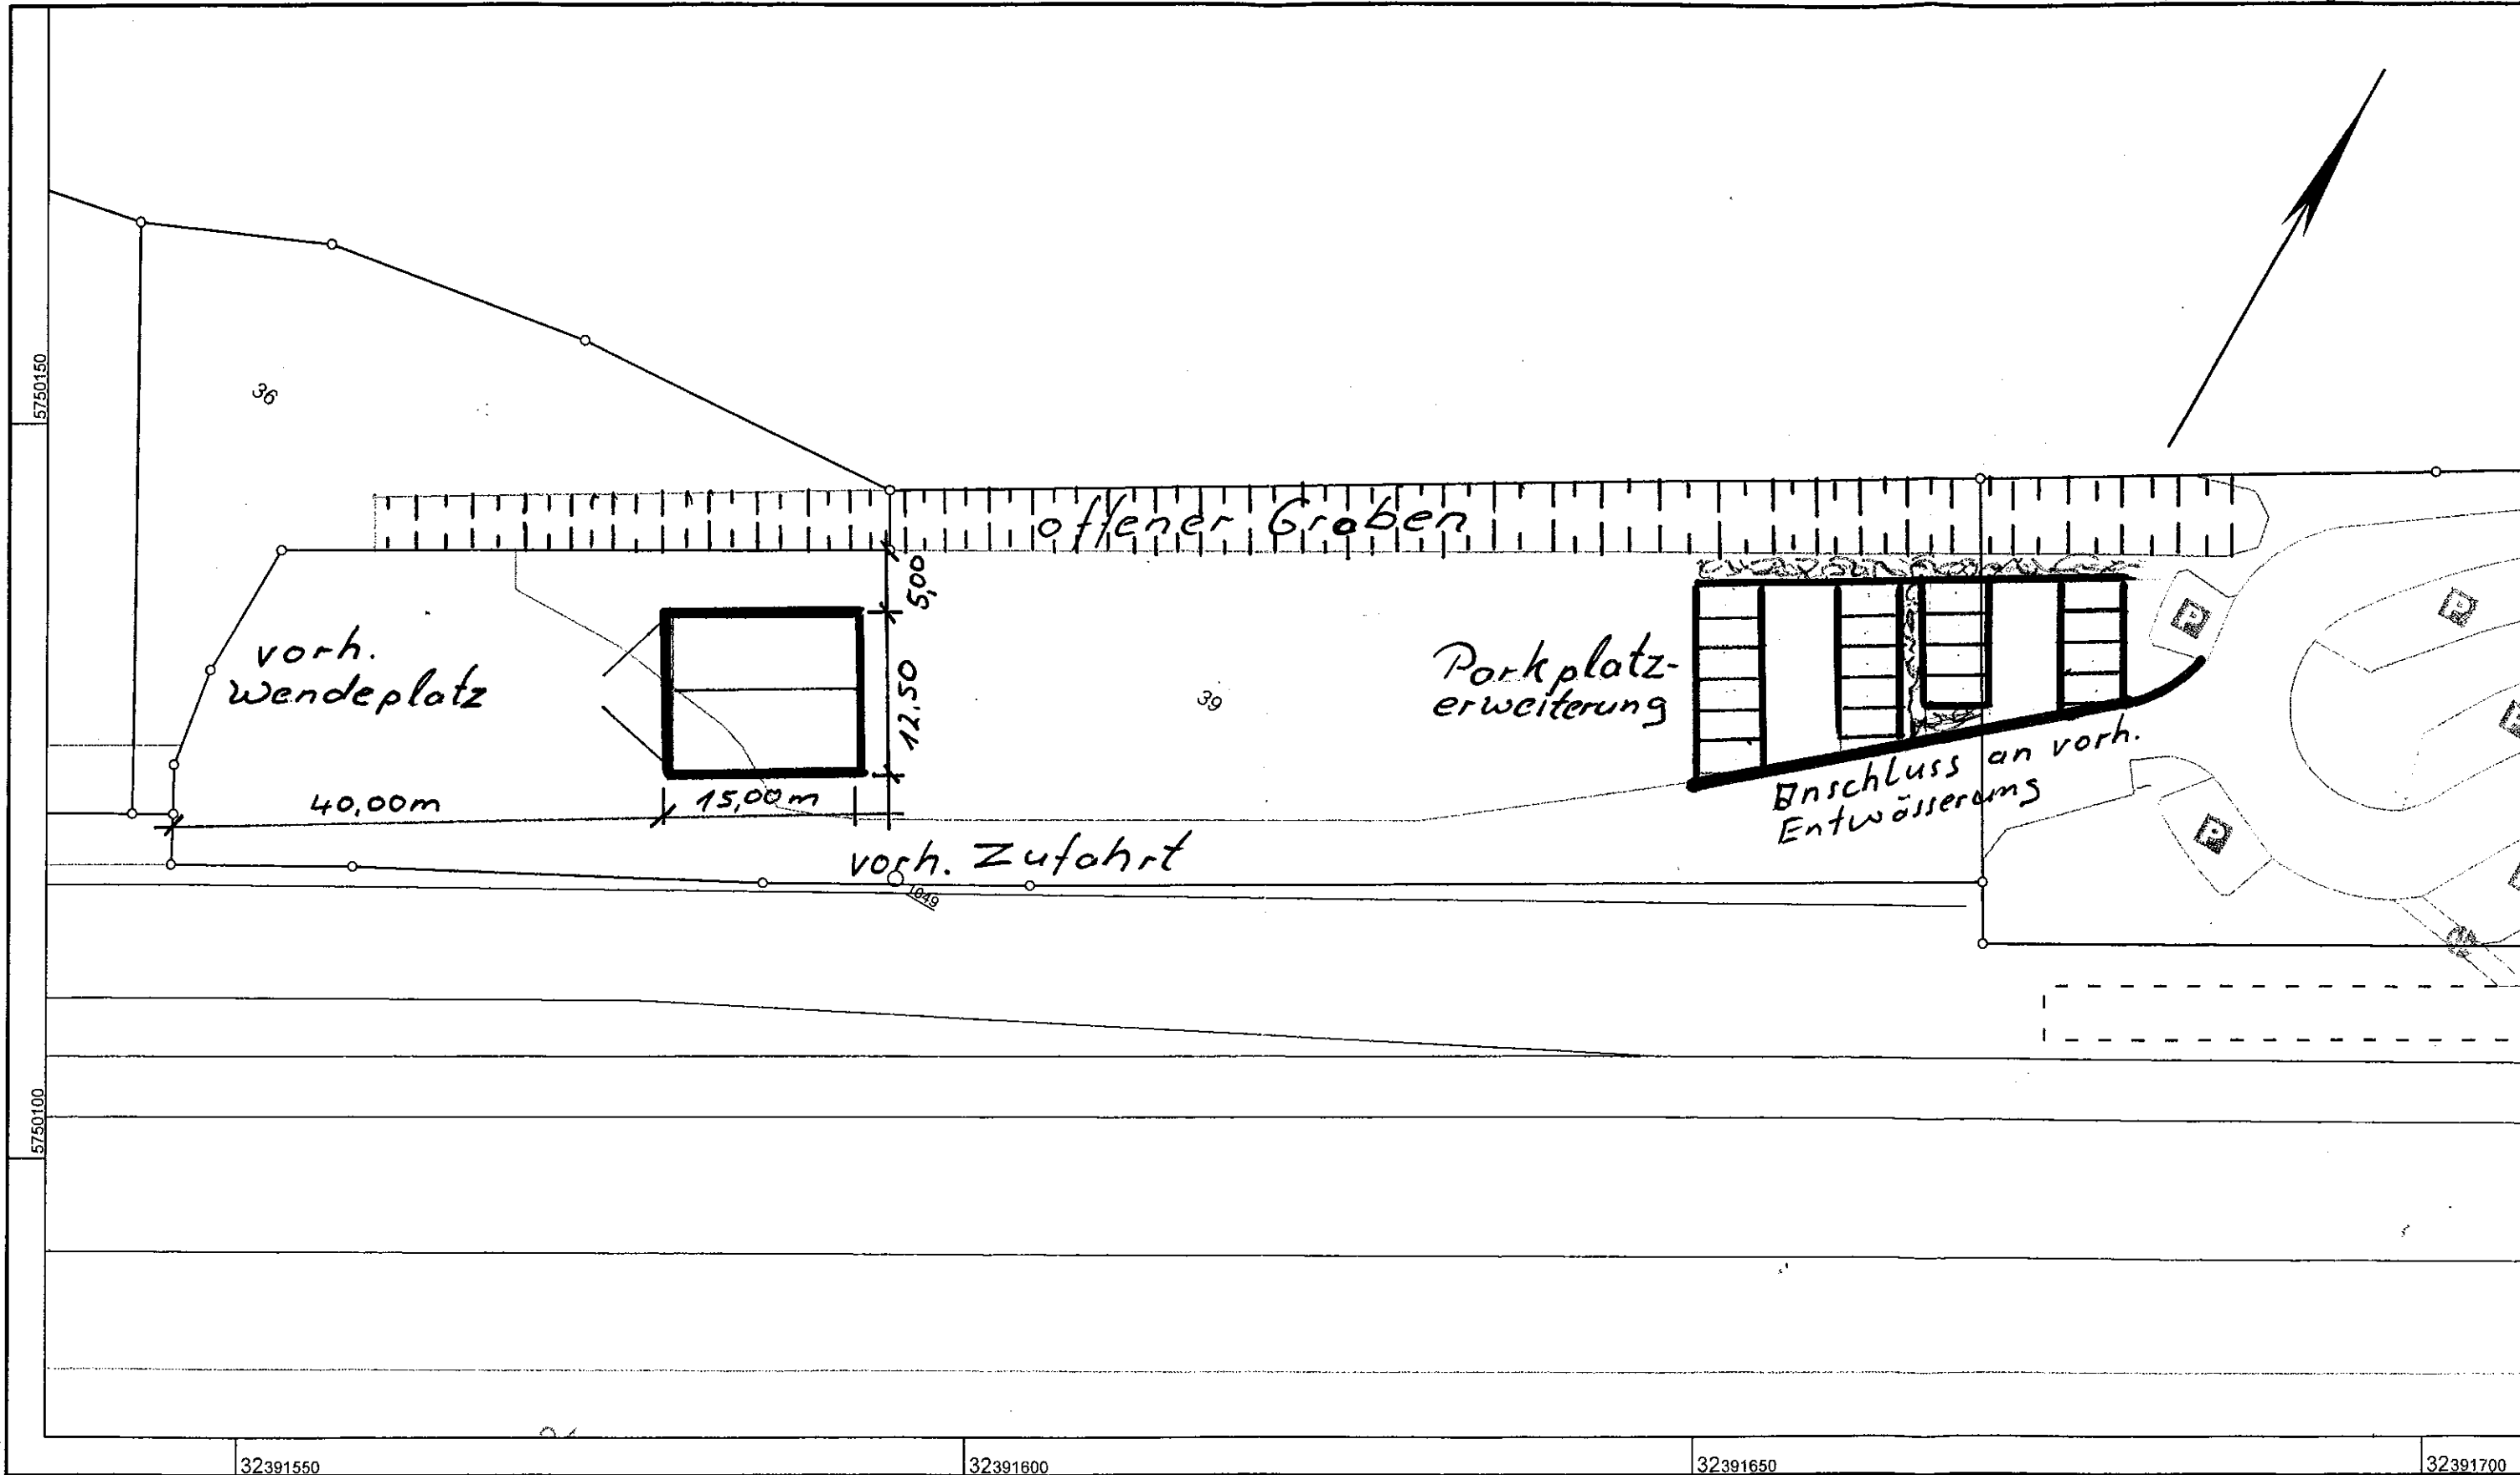 5750150
36
offener Graben
5,00
vorh.
Wendeplatz
12,50
39
Parkplatz-
erweiterung
P
P
40,00m
15,00m
Anschluss an vorh.
Entwässerung
P
vorh. Zufahrt
1049
5750100
32391550
32391600
32391650
32391700